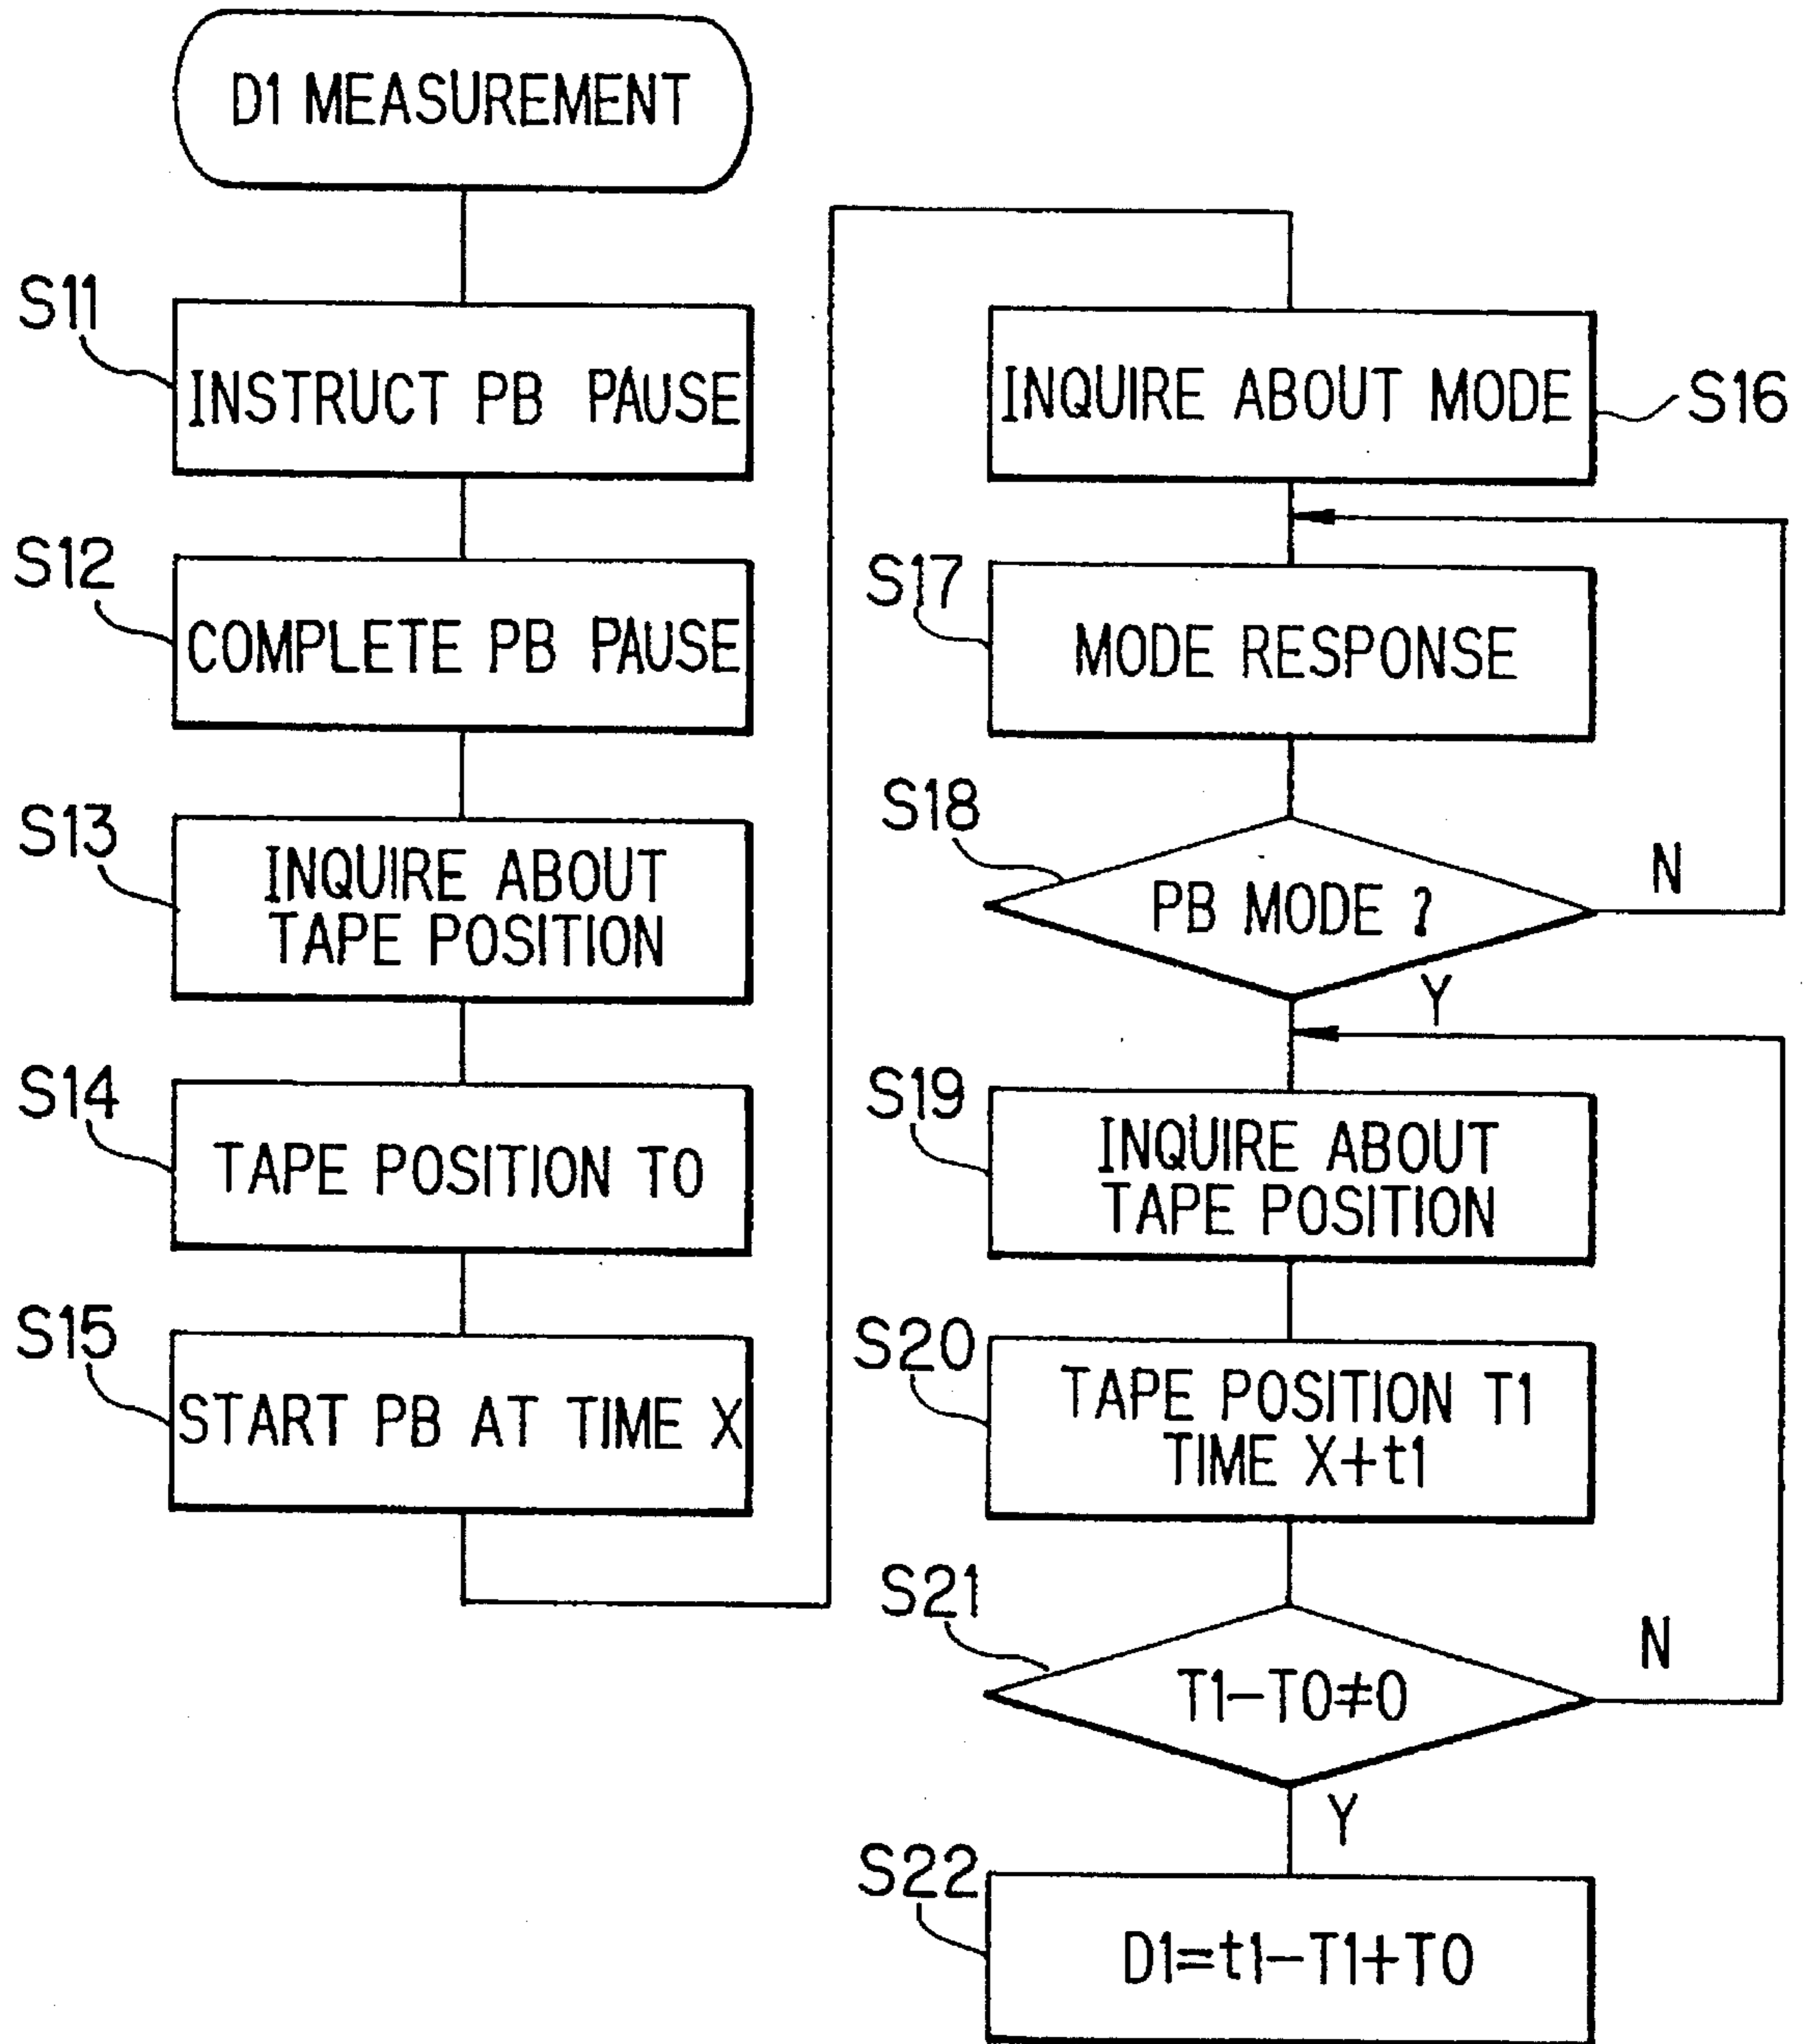 D1 MEASUREMENT
S11
INSTRUCT PB PAUSE
S12
COMPLETE PB PAUSE
S13
INQUIRE ABOUT
TAPE POSITION
S14
TAPE POSITION T0
S15
START PB AT TIME X
INQUIRE ABOUT MODE
S16
S17
MODE RESPONSE
S18
PB MODE ?
N
Y
S19
INQUIRE ABOUT
TAPE POSITION
S20
TAPE POSITION T1
TIME X+t1
S21
T1-T0≠0
N
Y
S22
D1=t1-T1+T0